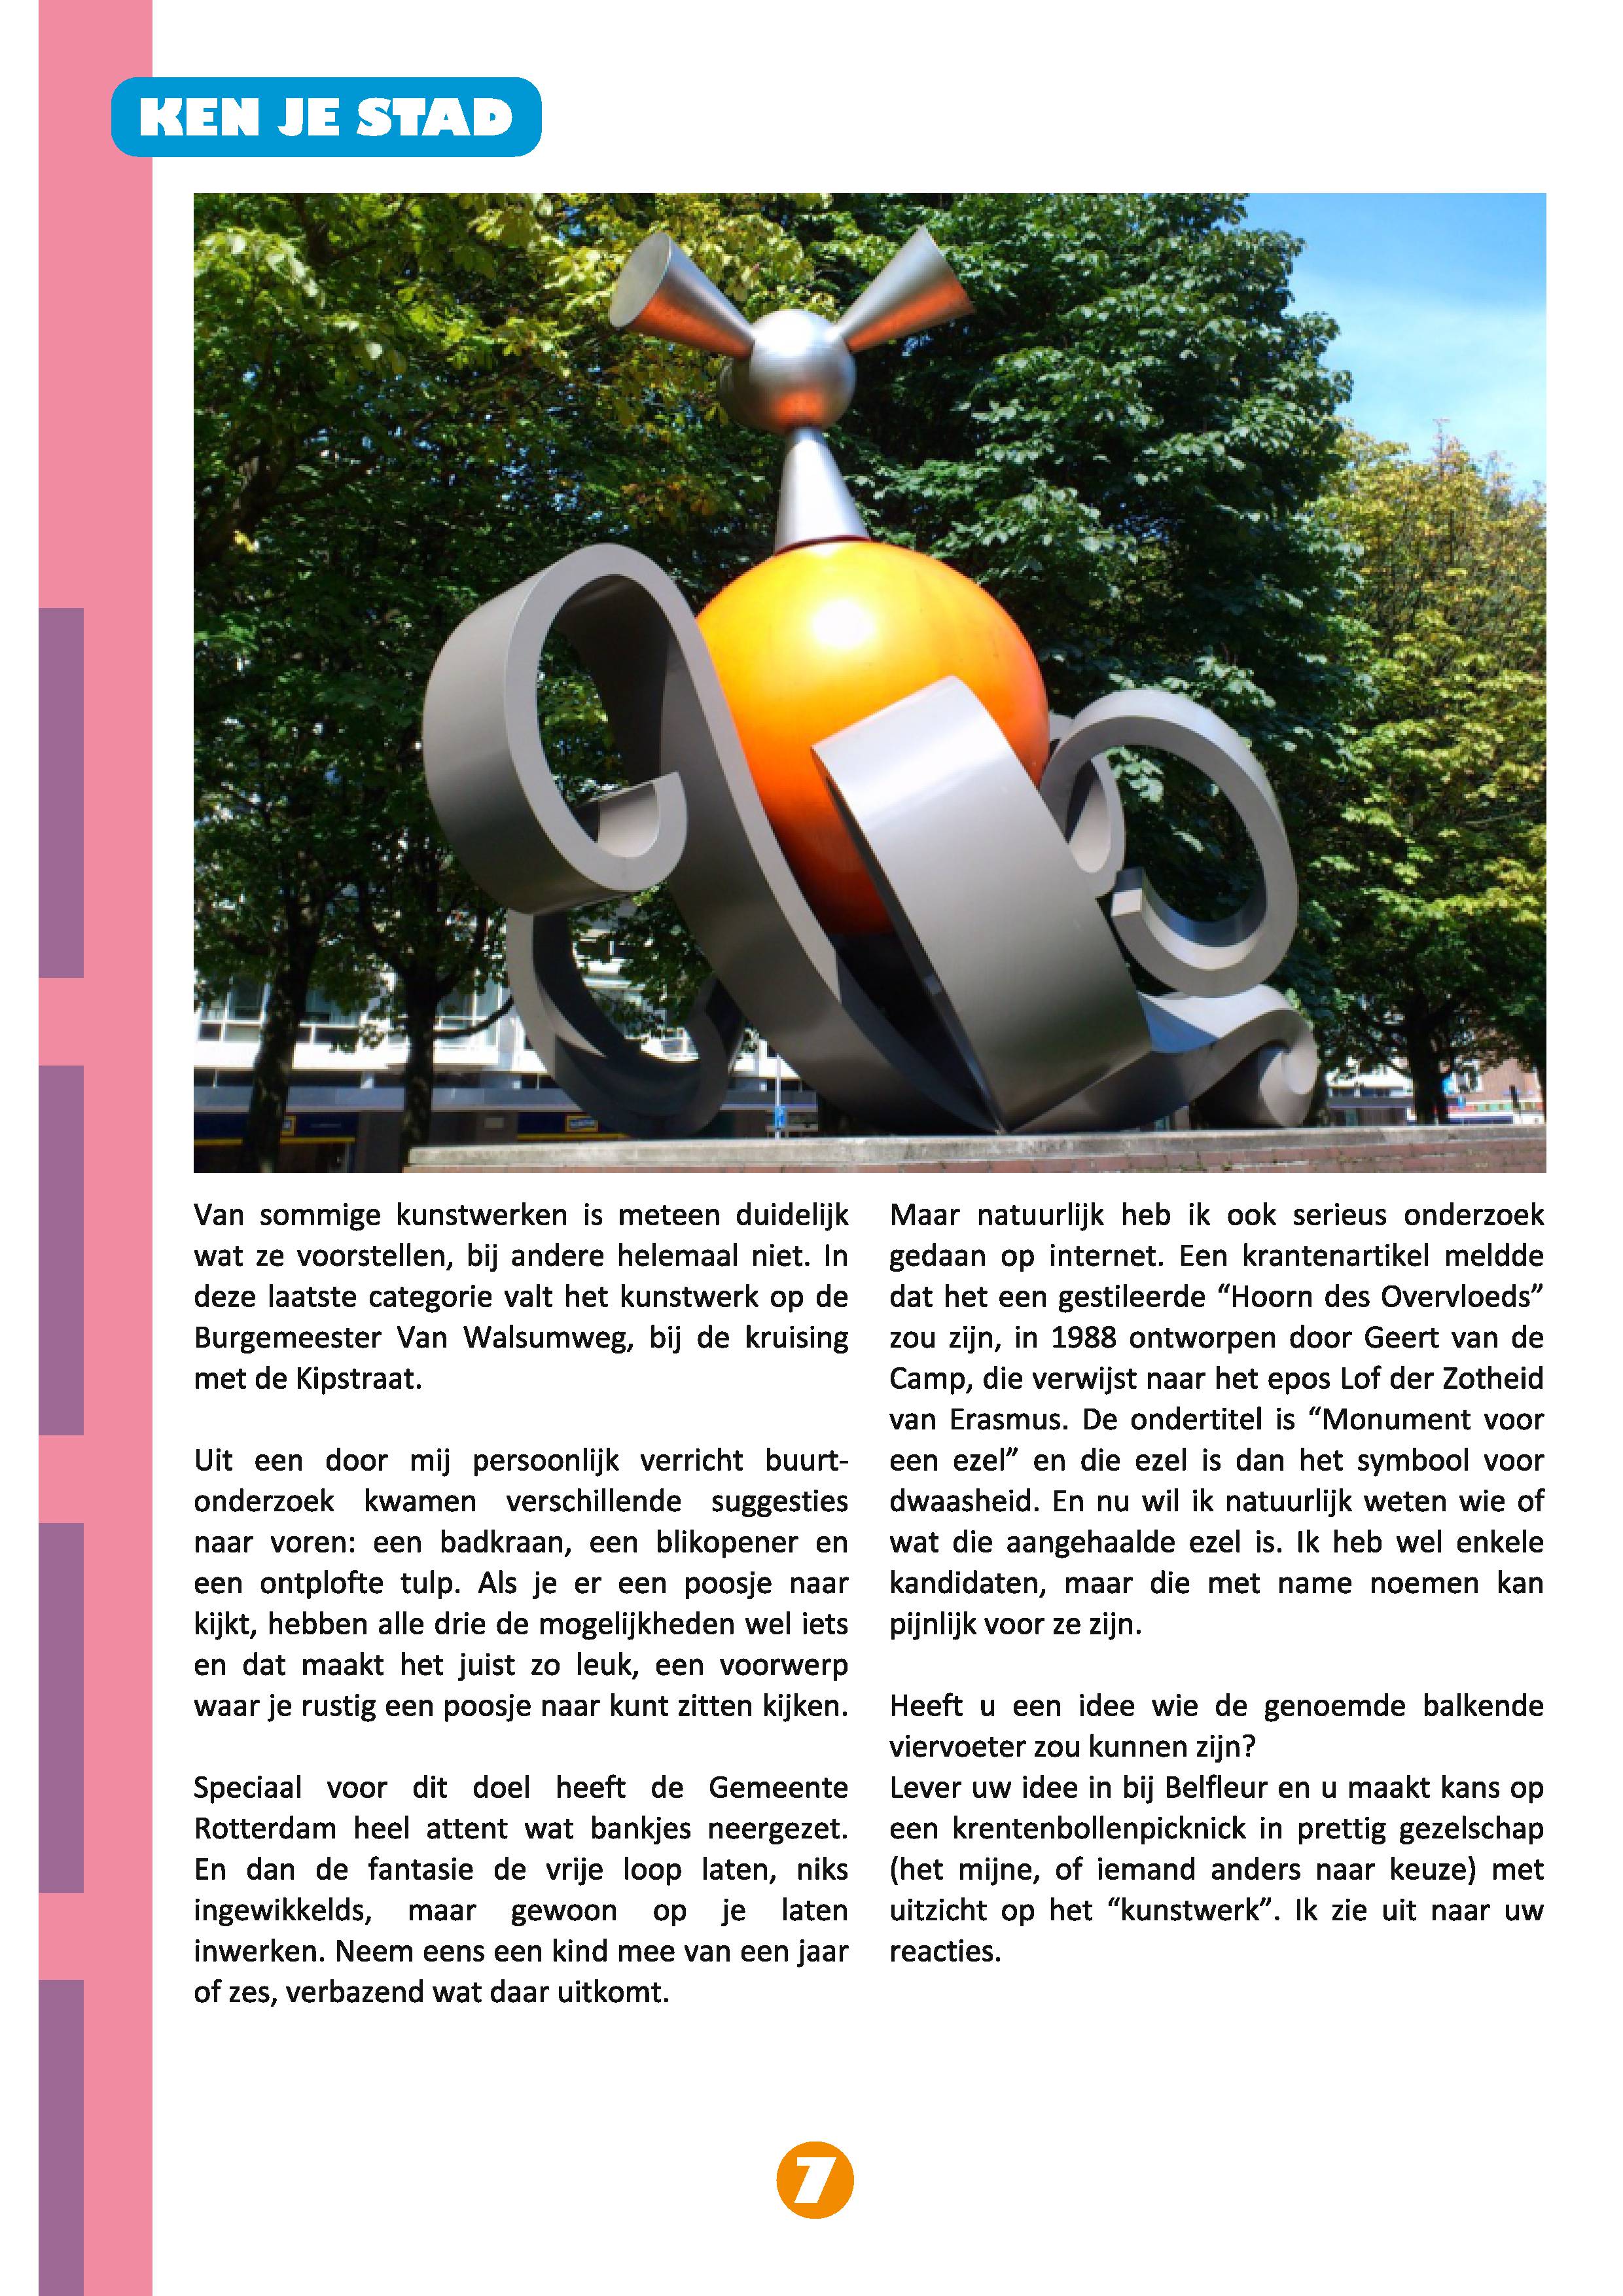 KEN JE STAD
Van sommige kunstwerken is meteen duidelijk
wat ze voorstellen, bij andere helemaal niet. In
deze laatste categorie valt het kunstwerk op de
Burgemeester Van Walsumweg, bij de kruising
met de Kipstraat.
Uit een door mij persoonlijk verricht buurt-
onderzoek kwamen verschillende suggesties
naar voren: een badkraan, een blikopener en
een ontplofte tulp. Als je er een poosje naar
kijkt, hebben alle drie de mogelijkheden wel iets
en dat maakt het juist zo leuk, een voorwerp
waar je rustig een poosje naar kunt zitten kijken.
Speciaal voor dit doel heeft de Gemeente
Rotterdam heel attent wat bankjes neergezet.
En dan de fantasie de vrije loop laten, niks
ingewikkelds, maar gewoon op je laten
inwerken. Neem eens een kind mee van een jaar
of zes, verbazend wat daar uitkomt.
Maar natuurlijk heb ik ook serieus onderzoek
gedaan op internet. Een krantenartikel meldde
dat het een gestileerde “Hoorn des Overvloeds”
zou zijn, in 1988 ontworpen door Geert van de
Camp, die verwijst naar het epos Lof der Zotheid
van Erasmus. De ondertitel is “Monument voor
een ezel” en die ezel is dan het symbool voor
dwaasheid. En nu wil ik natuurlijk weten wie of
wat die aangehaalde ezel is. Ik heb wel enkele
kandidaten, maar die met name noemen kan
pijnlijk voor ze zijn.
Heeft u een idee wie de genoemde balkende
viervoeter zou kunnen zijn?
Lever uw idee in bij Belfleur en u maakt kans op
een krentenbollenpicknick in prettig gezelschap
(het mijne, of iemand anders naar keuze) met
uitzicht op het “kunstwerk”. Ik zie uit naar uw
reacties.
7